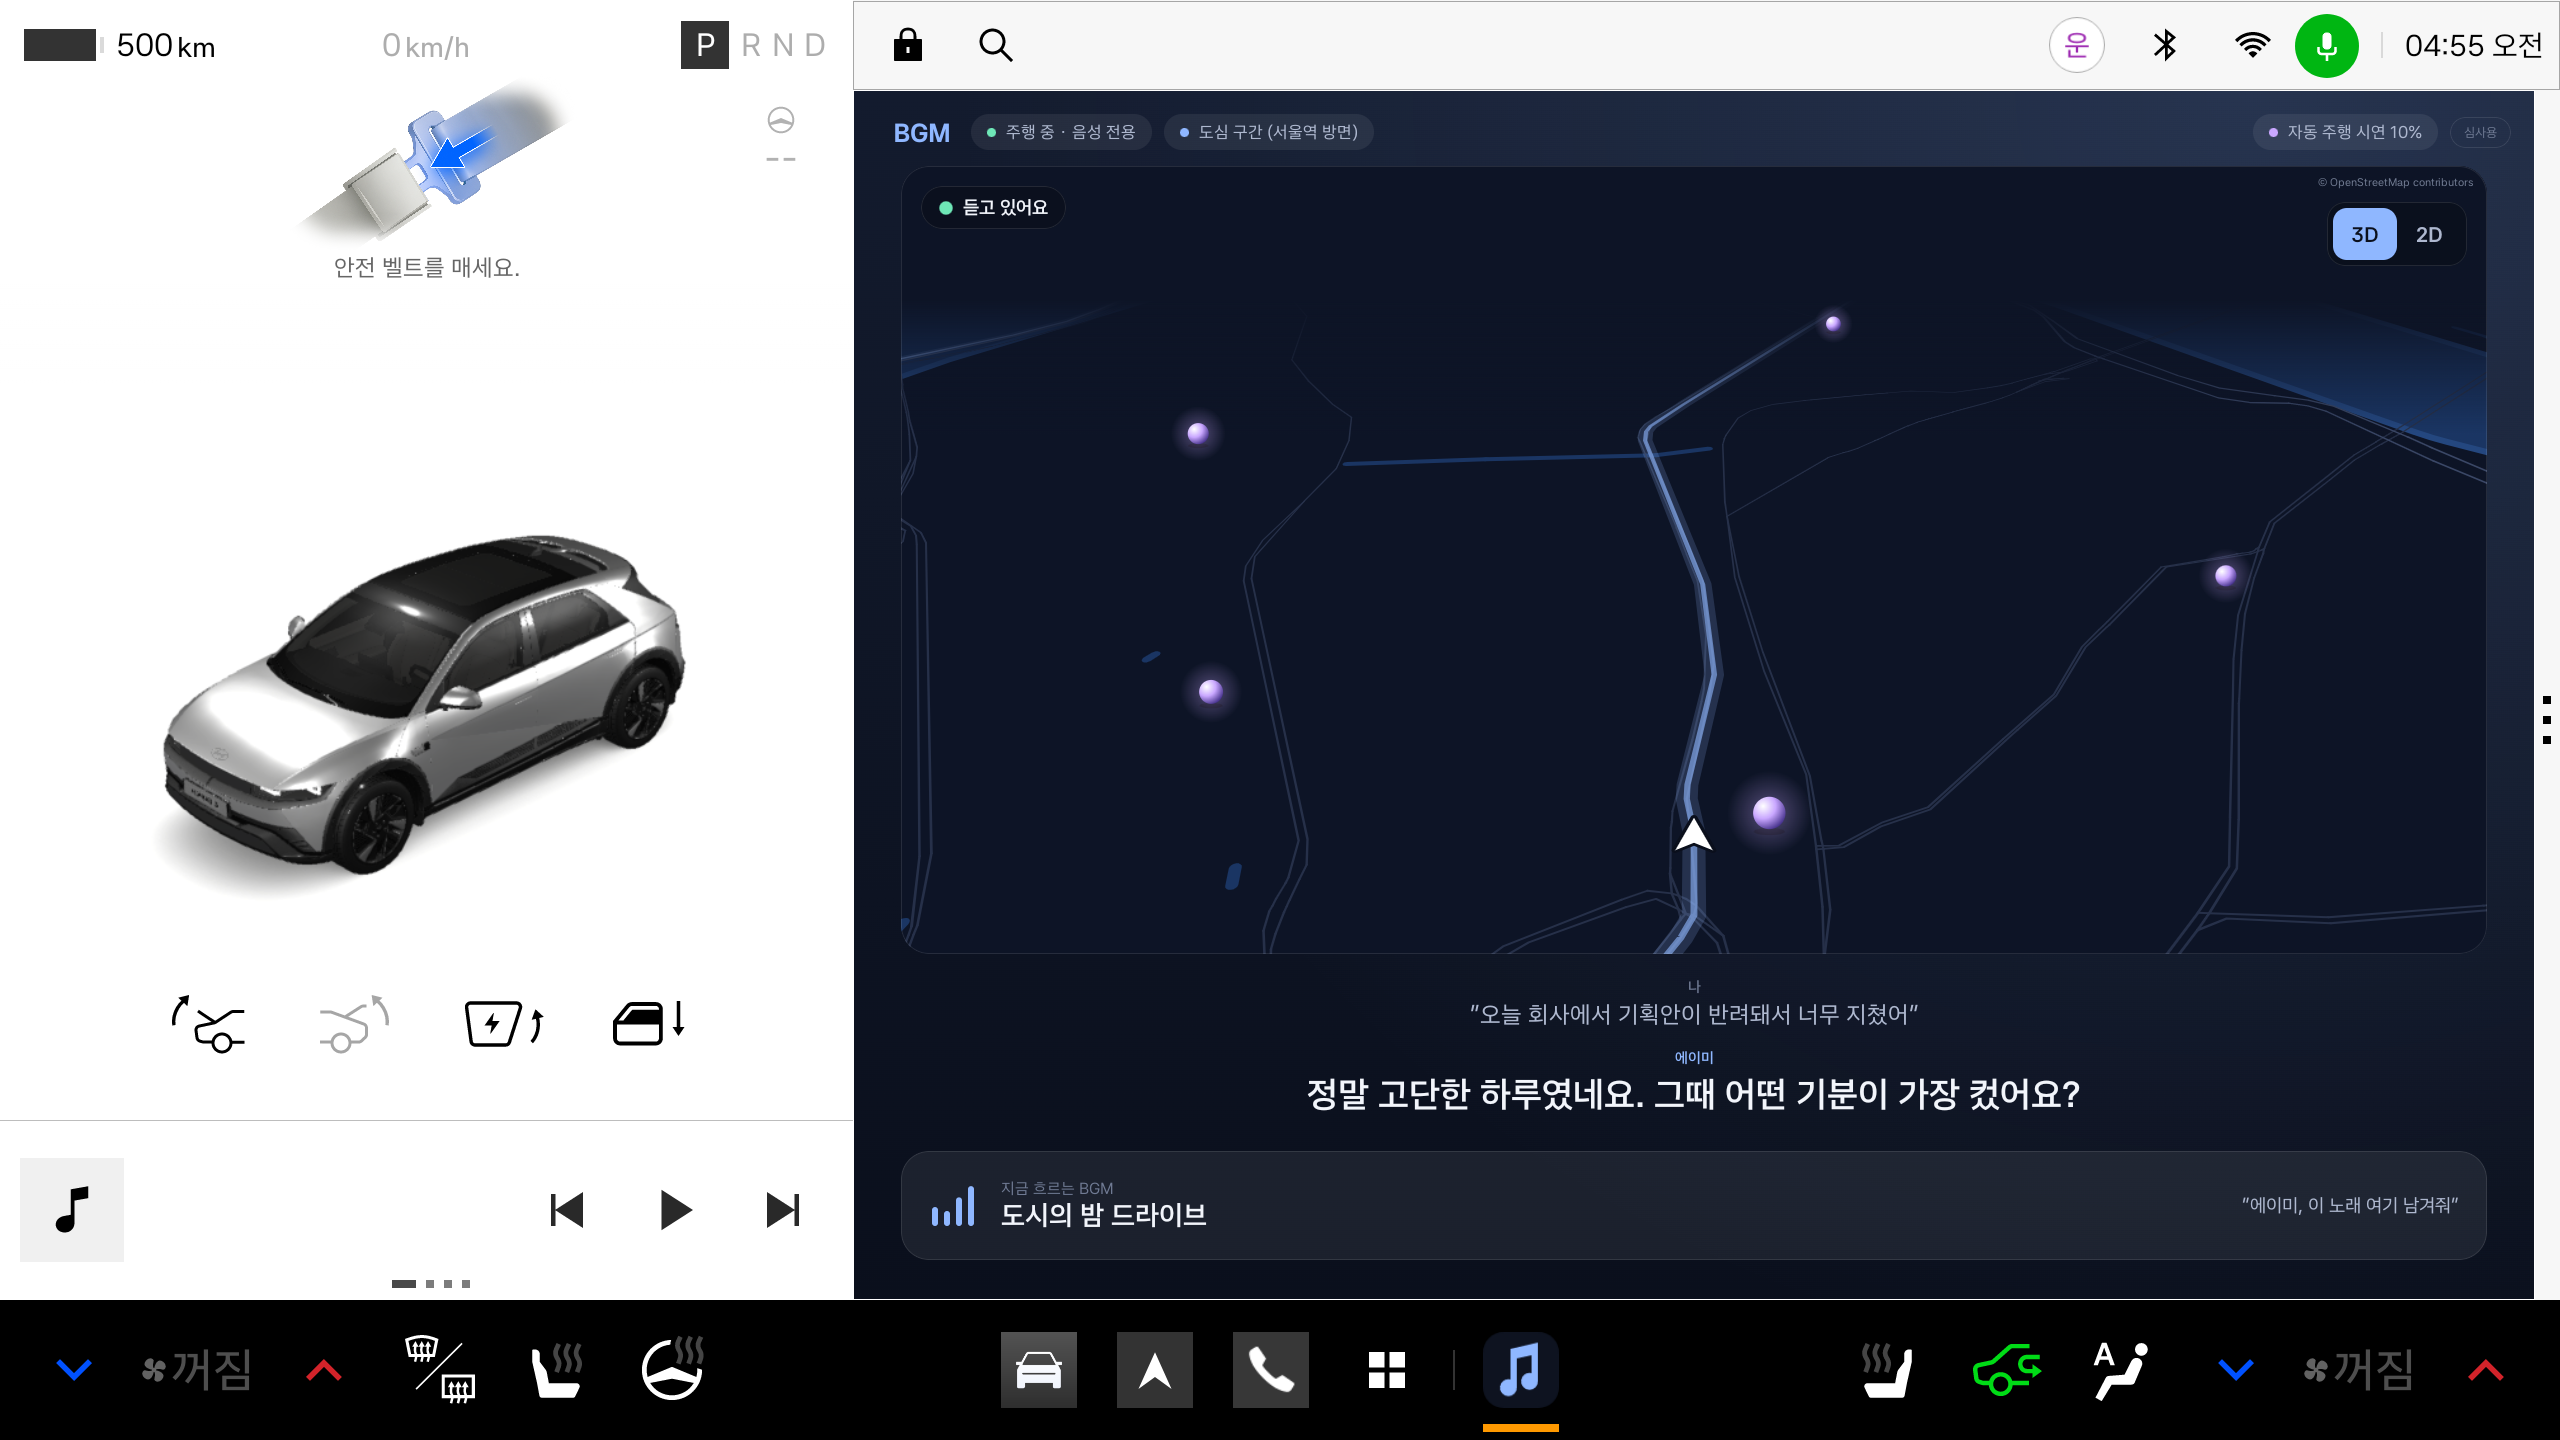 500 km
0 km/h
P R N D
04:55 오전
운
안전 벨트를 매세요.
BGM
주행 중 · 음성 전용
도심 구간 (서울역 방면)
자동 주행 시연 10%
심사용
듣고 있어요
© OpenStreetMap contributors
3D 2D
나
"오늘 회사에서 기획안이 반려돼서 너무 지쳤어"
에이미
정말 고단한 하루였네요. 그때 어떤 기분이 가장 컸어요?
지금 흐르는 BGM
도시의 밤 드라이브
"에이미, 이 노래 여기 남겨줘"
꺼짐
A
꺼짐